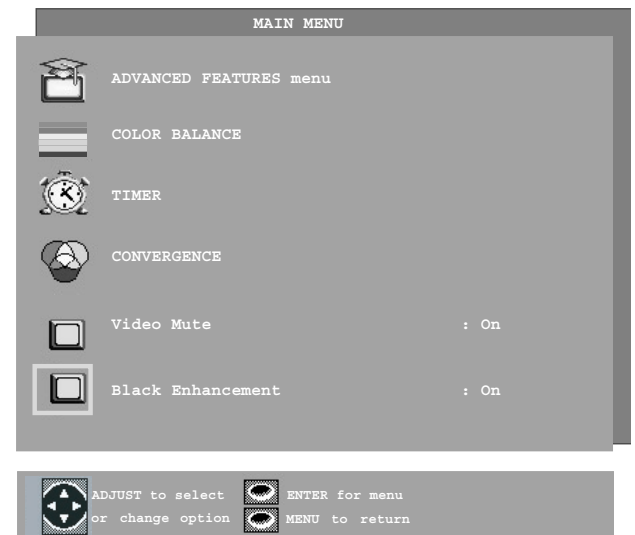 MAIN MENU
ADVANCED FEATURES menu
COLOR BALANCE
TIMER
CONVERGENCE
Video Mute : On
Black Enhancement : On
ADJUST to select ENTER for menu
or change option MENU to return